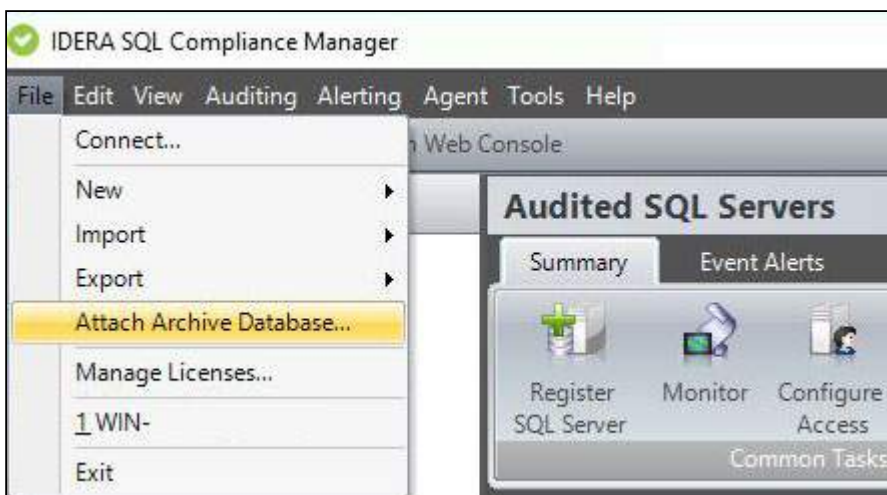 IDERA SQL Compliance Manager
File Edit View Auditing Alerting Agent Tools Help
Connect...
Web Console
New
Import
Export
Attach Archive Database...
Manage Licenses...
1 WIN-
Exit
Audited SQL Servers
Summary Event Alerts
Register SQL Server
Monitor
Configure Access
Common Tasks